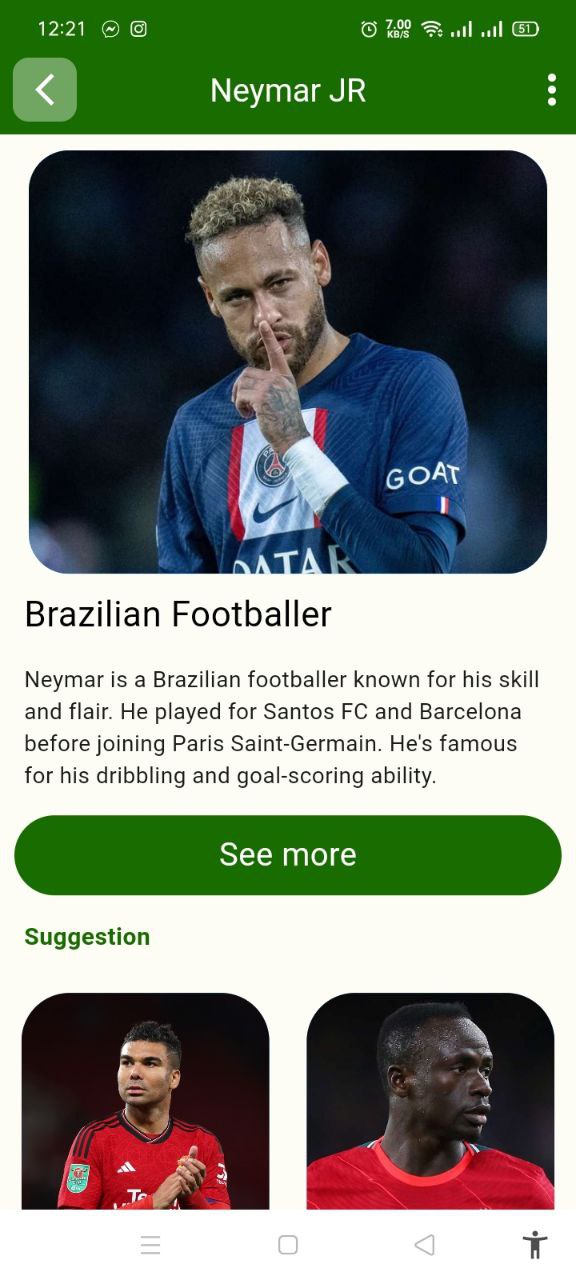 12:21
7.00
KB/S
51
Neymar JR
GOAT
QATAR
Brazilian Footballer
Neymar is a Brazilian footballer known for his skill
and flair. He played for Santos FC and Barcelona
before joining Paris Saint-Germain. He's famous
for his dribbling and goal-scoring ability.
See more
Suggestion